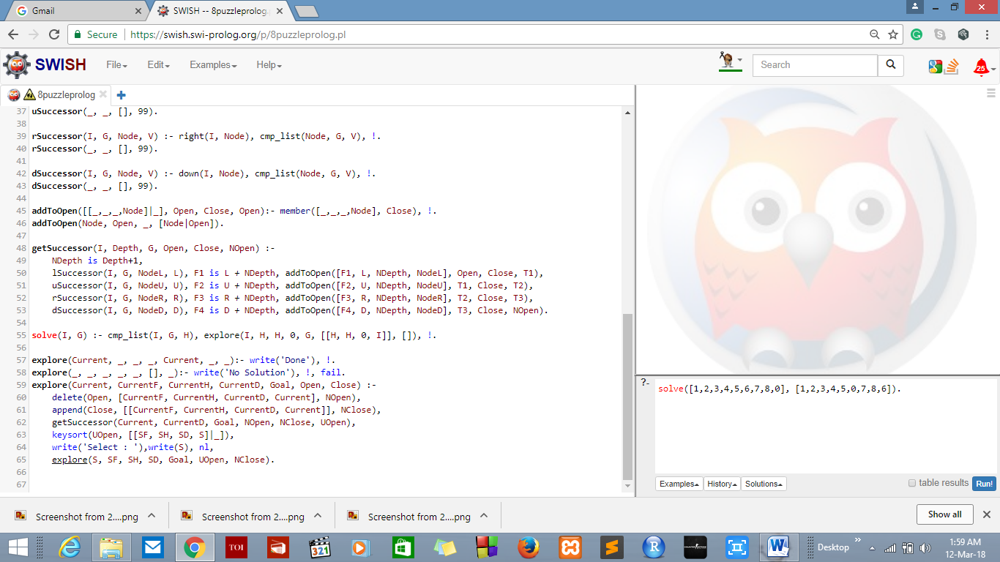 Gmail
SWISH -- 8puzzleprolog.
Secure
https://swish.swi-prolog.org/p/8puzzleprolog.pl
SWISH File Edit Examples Help
Search
25
8puzzleprolog
37 uSuccessor(_, _, [], 99).
38
39 rSuccessor(I, G, Node, V) :- right(I, Node), cmp_list(Node, G, V), !.
40 rSuccessor(_, _, [], 99).
41
42 dSuccessor(I, G, Node, V) :- down(I, Node), cmp_list(Node, G, V), !.
43 dSuccessor(_, _, [], 99).
44
45 addToOpen([[_,_,_,Node]|_], Open, Close, Open):- member([_,_,_,Node], Close), !.
46 addToOpen(Node, Open, _, [Node|Open]).
47
48 getSuccessor(I, Depth, G, Open, Close, NOpen) :-
49 NDepth is Depth+1,
50 lSuccessor(I, G, NodeL, L), F1 is L + NDepth, addToOpen([F1, L, NDepth, NodeL], Open, Close, T1),
51 uSuccessor(I, G, NodeU, U), F2 is U + NDepth, addToOpen([F2, U, NDepth, NodeU], T1, Close, T2),
52 rSuccessor(I, G, NodeR, R), F3 is R + NDepth, addToOpen([F3, R, NDepth, NodeR], T2, Close, T3),
53 dSuccessor(I, G, NodeD, D), F4 is D + NDepth, addToOpen([F4, D, NDepth, NodeD], T3, Close, NOpen).
54
55 solve(I, G) :- cmp_list(I, G, H), explore(I, H, H, 0, G, [[H, H, 0, I]], []), !.
56
57 explore(Current, _, _, _, Current, _, _):- write('Done'), !.
58 explore(_, _, _, _, _, [], _):- write('No Solution'), !, fail.
59 explore(Current, CurrentF, CurrentH, CurrentD, Goal, Open, Close) :-
60 delete(Open, [CurrentF, CurrentH, CurrentD, Current], NOpen),
61 append(Close, [[CurrentF, CurrentH, CurrentD, Current]], NClose),
62 getSuccessor(Current, CurrentD, Goal, NOpen, NClose, UOpen),
63 keysort(UOpen, [[SF, SH, SD, S]|_]),
64 write('Select : '),write(S), nl,
65 explore(S, SF, SH, SD, Goal, UOpen, NClose).
66
67
?- solve([1,2,3,4,5,6,7,8,0], [1,2,3,4,5,0,7,8,6]).
Examples History Solutions table results Run!
Screenshot from 2....png
Screenshot from 2....png
Screenshot from 2....png
Show all
TOI
321
R
W
Desktop
1:59 AM
12-Mar-18